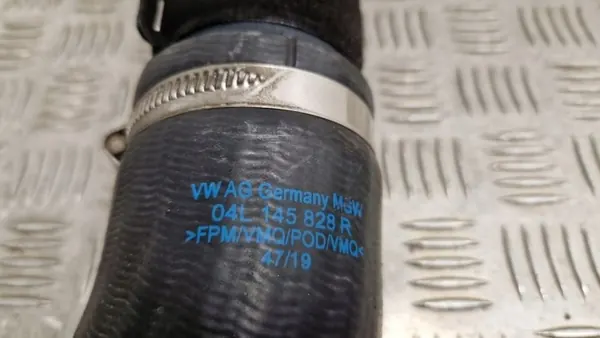 VW AG Germany MGW
04L 145 828 R
>FPM/VMQ/POD/VMQ<
47/19